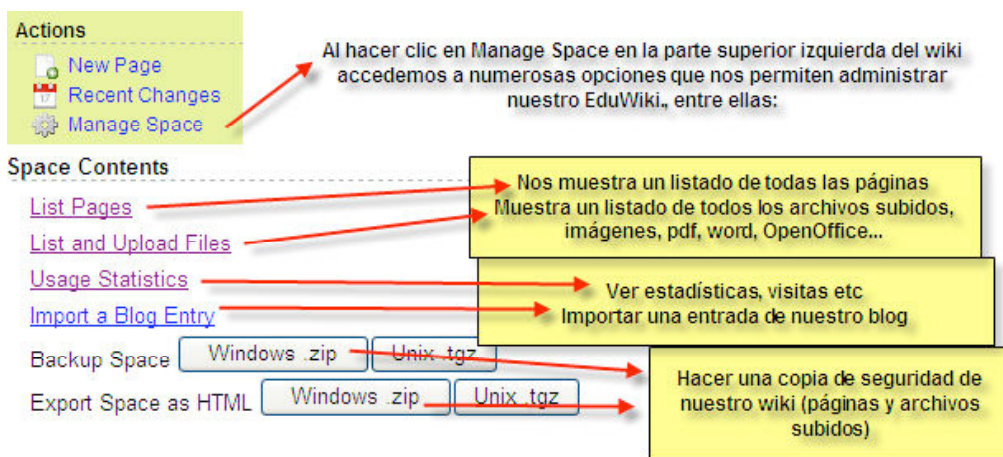 Actions
New Page
Recent Changes
Manage Space
Al hacer clic en Manage Space en la parte superior izquierda del wiki
accedemos a numerosas opciones que nos permiten administrar
nuestro EduWiki., entre ellas:
Space Contents
List Pages
List and Upload Files
Usage Statistics
Import a Blog Entry
Backup Space Windows .zip Unix .tgz
Export Space as HTML Windows .zip Unix .tgz
Nos muestra un listado de todas las páginas
Muestra un listado de todos los archivos subidos,
imágenes, pdf, word, OpenOffice...
Ver estadísticas, visitas etc
Importar una entrada de nuestro blog
Hacer una copia de seguridad de
nuestro wiki (páginas y archivos
subidos)